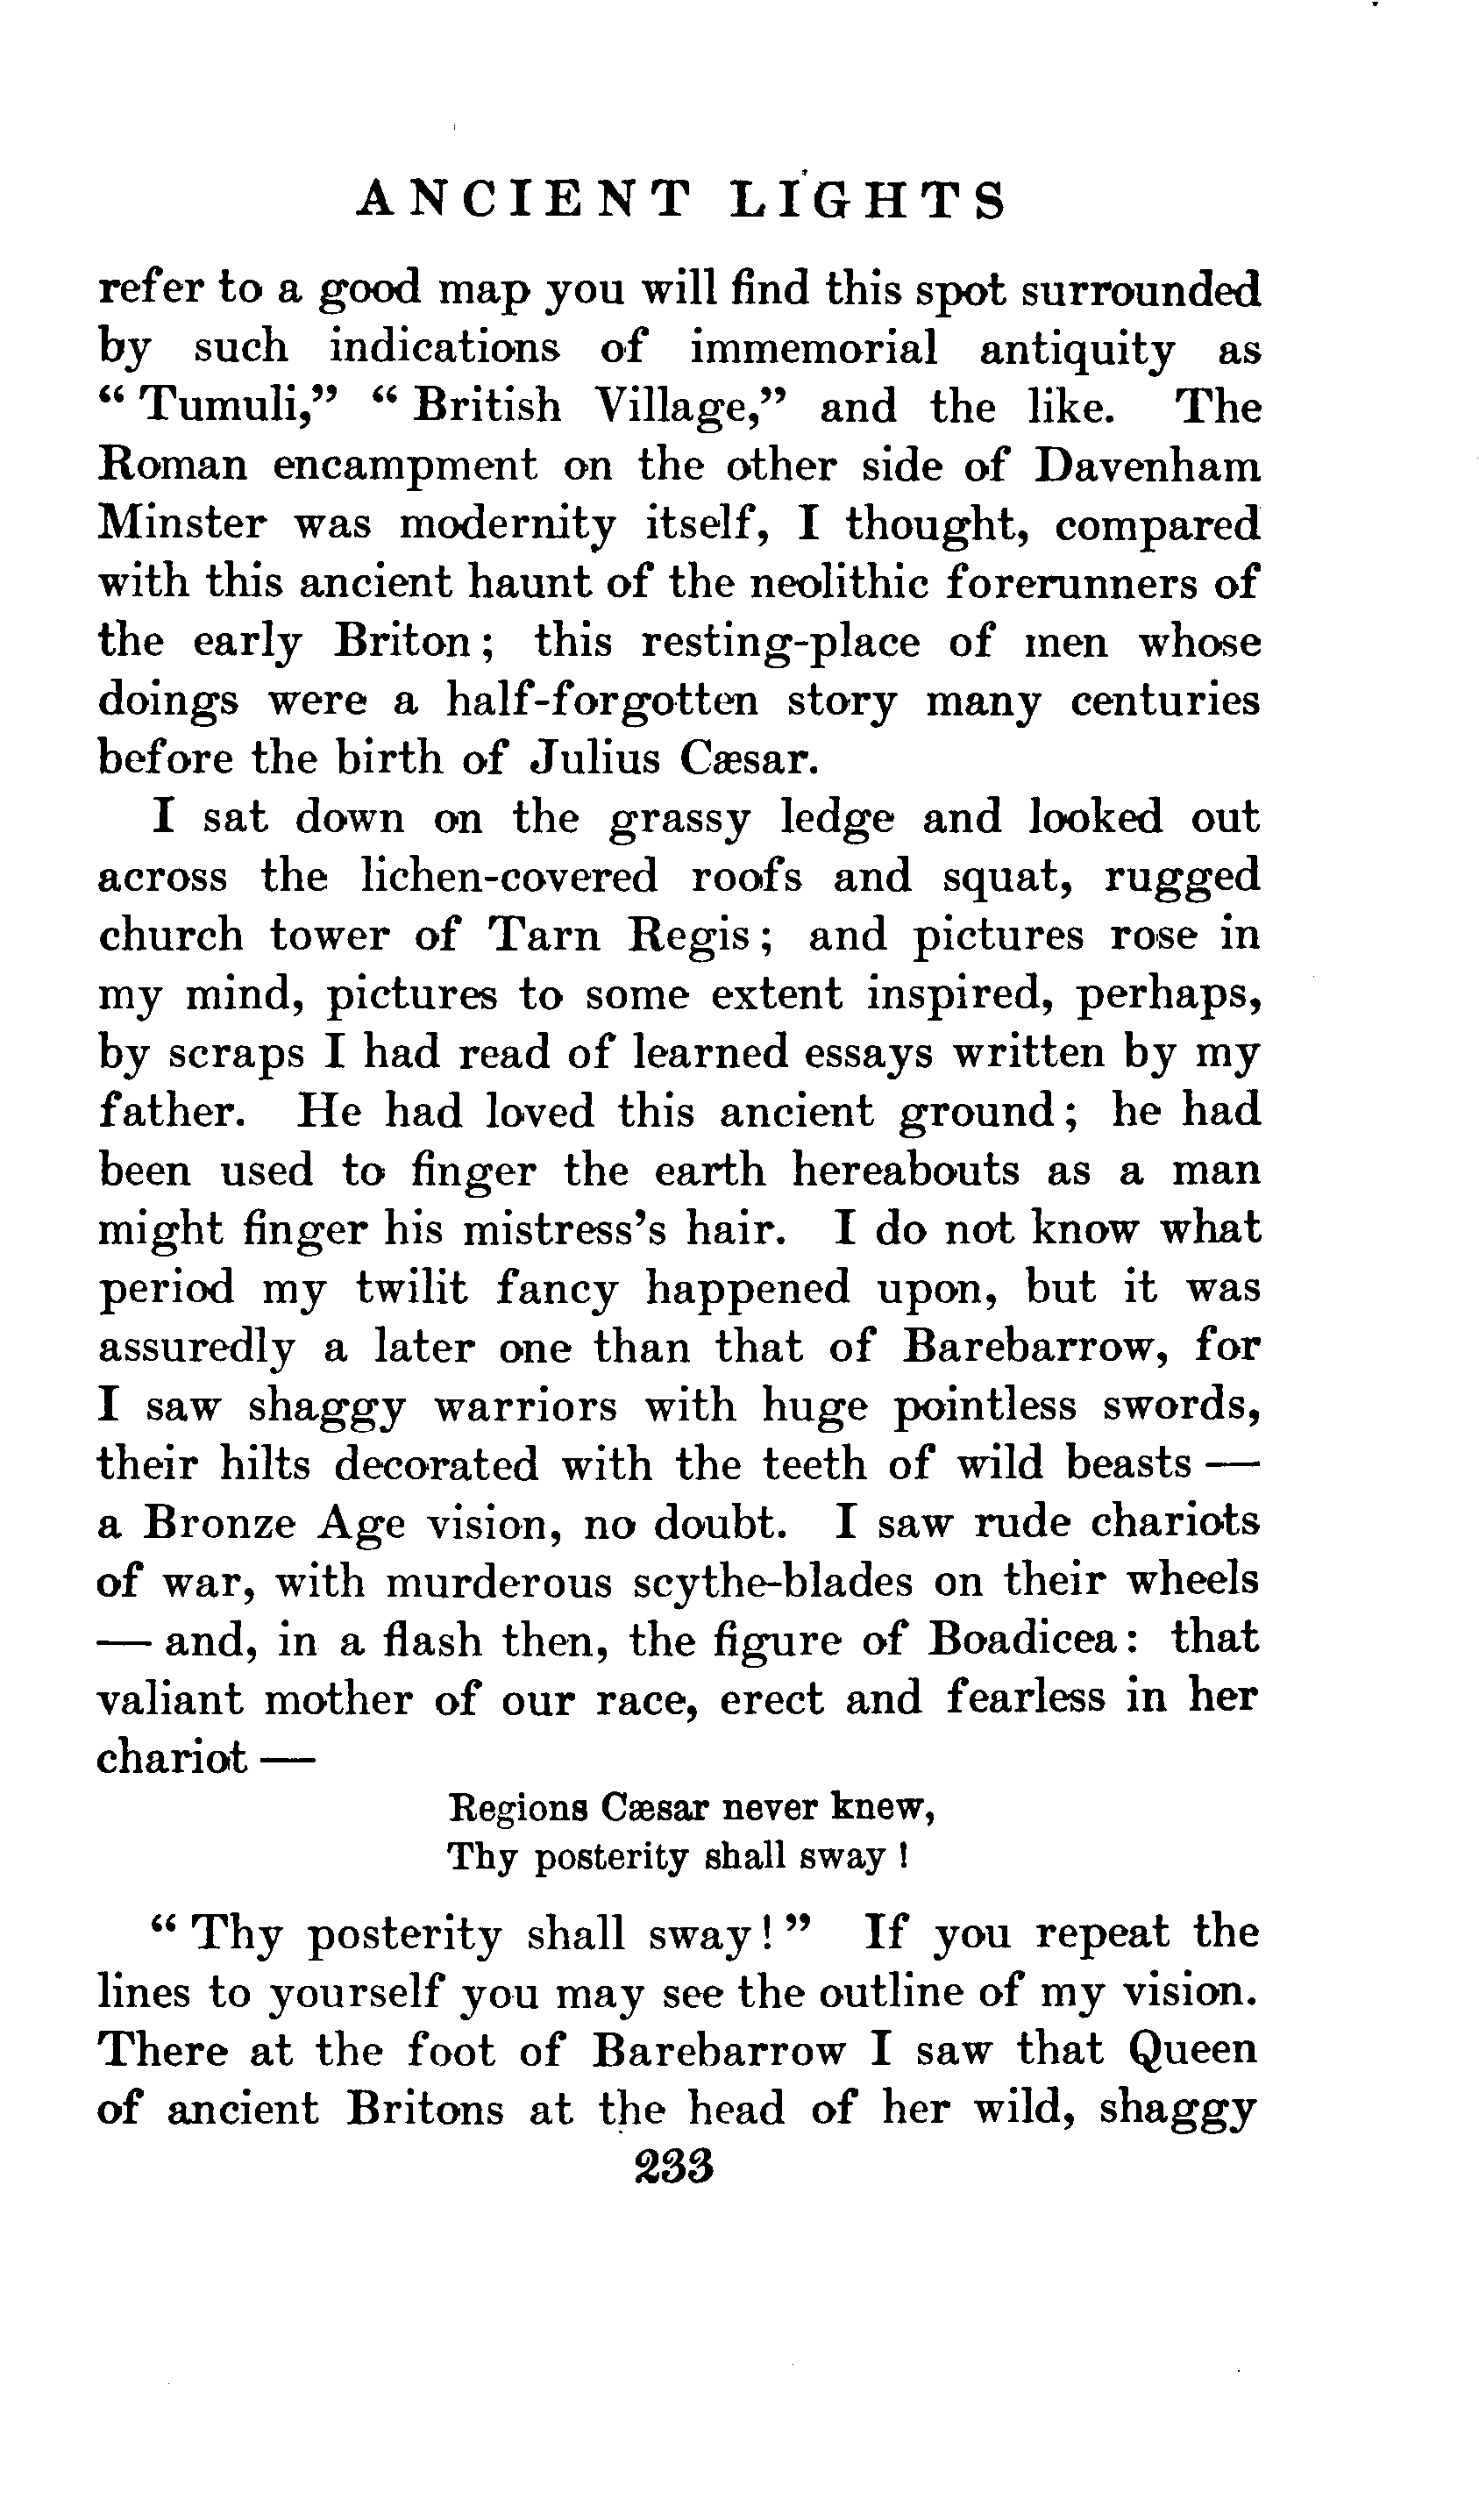 ANCIENT LIGHTS
refer to a good map you will find this spot surrounded
by such indications of immemorial antiquity as
“ Tumuli,” “ British Village,” and the like. The
Roman encampment on the other side of Davenham
Minster was modernity itself, I thought, compared
with this ancient haunt of the neolithic forerunners of
the early Briton ; this resting-place of men whose
doings were a half-forgotten story many centuries
before the birth of Julius Cæsar.
I sat down on the grassy ledge and looked out
across the lichen-covered roofs and squat, rugged
church tower of Tarn Regis ; and pictures rose in
my mind, pictures to some extent inspired, perhaps,
by scraps I had read of learned essays written by my
father. He had loved this ancient ground ; he had
been used to finger the earth hereabouts as a man
might finger his mistress’s hair. I do not know what
period my twilit fancy happened upon, but it was
assuredly a later one than that of Barebarrow, for
I saw shaggy warriors with huge pointless swords,
their hilts decorated with the teeth of wild beasts —
a Bronze Age vision, no doubt. I saw rude chariots
of war, with murderous scythe-blades on their wheels
— and, in a flash then, the figure of Boadicea : that
valiant mother of our race, erect and fearless in her
chariot —
Regions Cæsar never knew,
Thy posterity shall sway !
“ Thy posterity shall sway ! ” If you repeat the
lines to yourself you may see the outline of my vision.
There at the foot of Barebarrow I saw that Queen
of ancient Britons at the head of her wild, shaggy
233